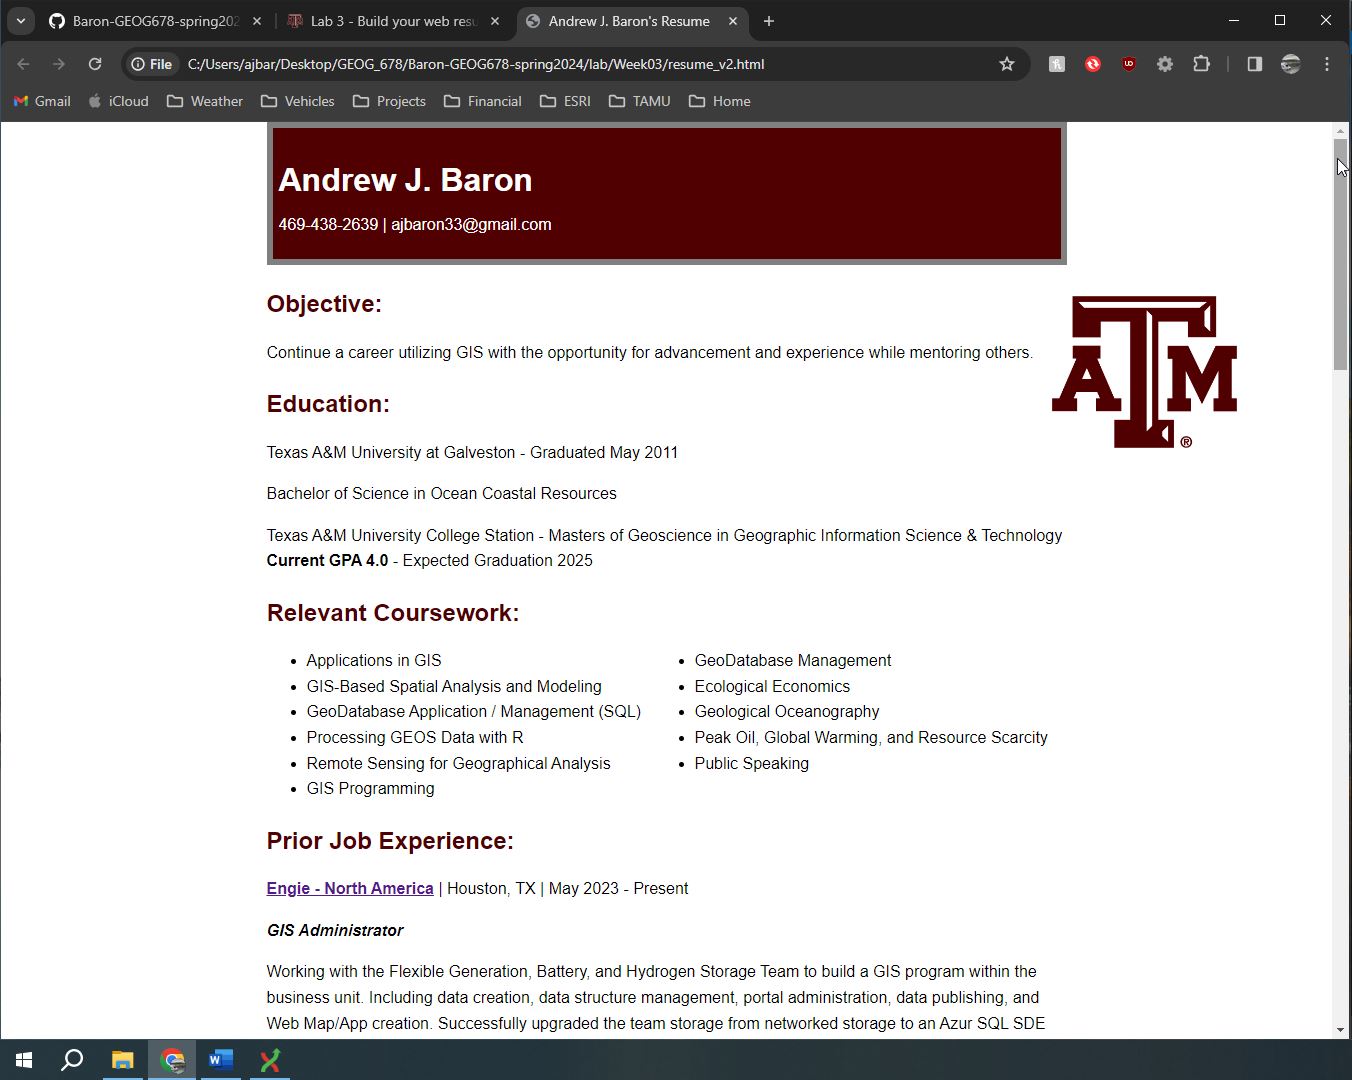 Baron-GEOG678-spring202
Lab 3 - Build your web resu
Andrew J. Baron's Resume
File
C:/Users/ajbar/Desktop/GEOG_678/Baron-GEOG678-spring2024/lab/Week03/resume_v2.html
Gmail
iCloud
Weather
Vehicles
Projects
Financial
ESRI
TAMU
Home
Andrew J. Baron
469-438-2639 | ajbaron33@gmail.com
Objective:
Continue a career utilizing GIS with the opportunity for advancement and experience while mentoring others.
ATM
®
Education:
Texas A&M University at Galveston - Graduated May 2011
Bachelor of Science in Ocean Coastal Resources
Texas A&M University College Station - Masters of Geoscience in Geographic Information Science & Technology
Current GPA 4.0 - Expected Graduation 2025
Relevant Coursework:
• Applications in GIS
• GIS-Based Spatial Analysis and Modeling
• GeoDatabase Application / Management (SQL)
• Processing GEOS Data with R
• Remote Sensing for Geographical Analysis
• GIS Programming
• GeoDatabase Management
• Ecological Economics
• Geological Oceanography
• Peak Oil, Global Warming, and Resource Scarcity
• Public Speaking
Prior Job Experience:
Engie - North America | Houston, TX | May 2023 - Present
GIS Administrator
Working with the Flexible Generation, Battery, and Hydrogen Storage Team to build a GIS program within the
business unit. Including data creation, data structure management, portal administration, data publishing, and
Web Map/App creation. Successfully upgraded the team storage from networked storage to an Azur SQL SDE